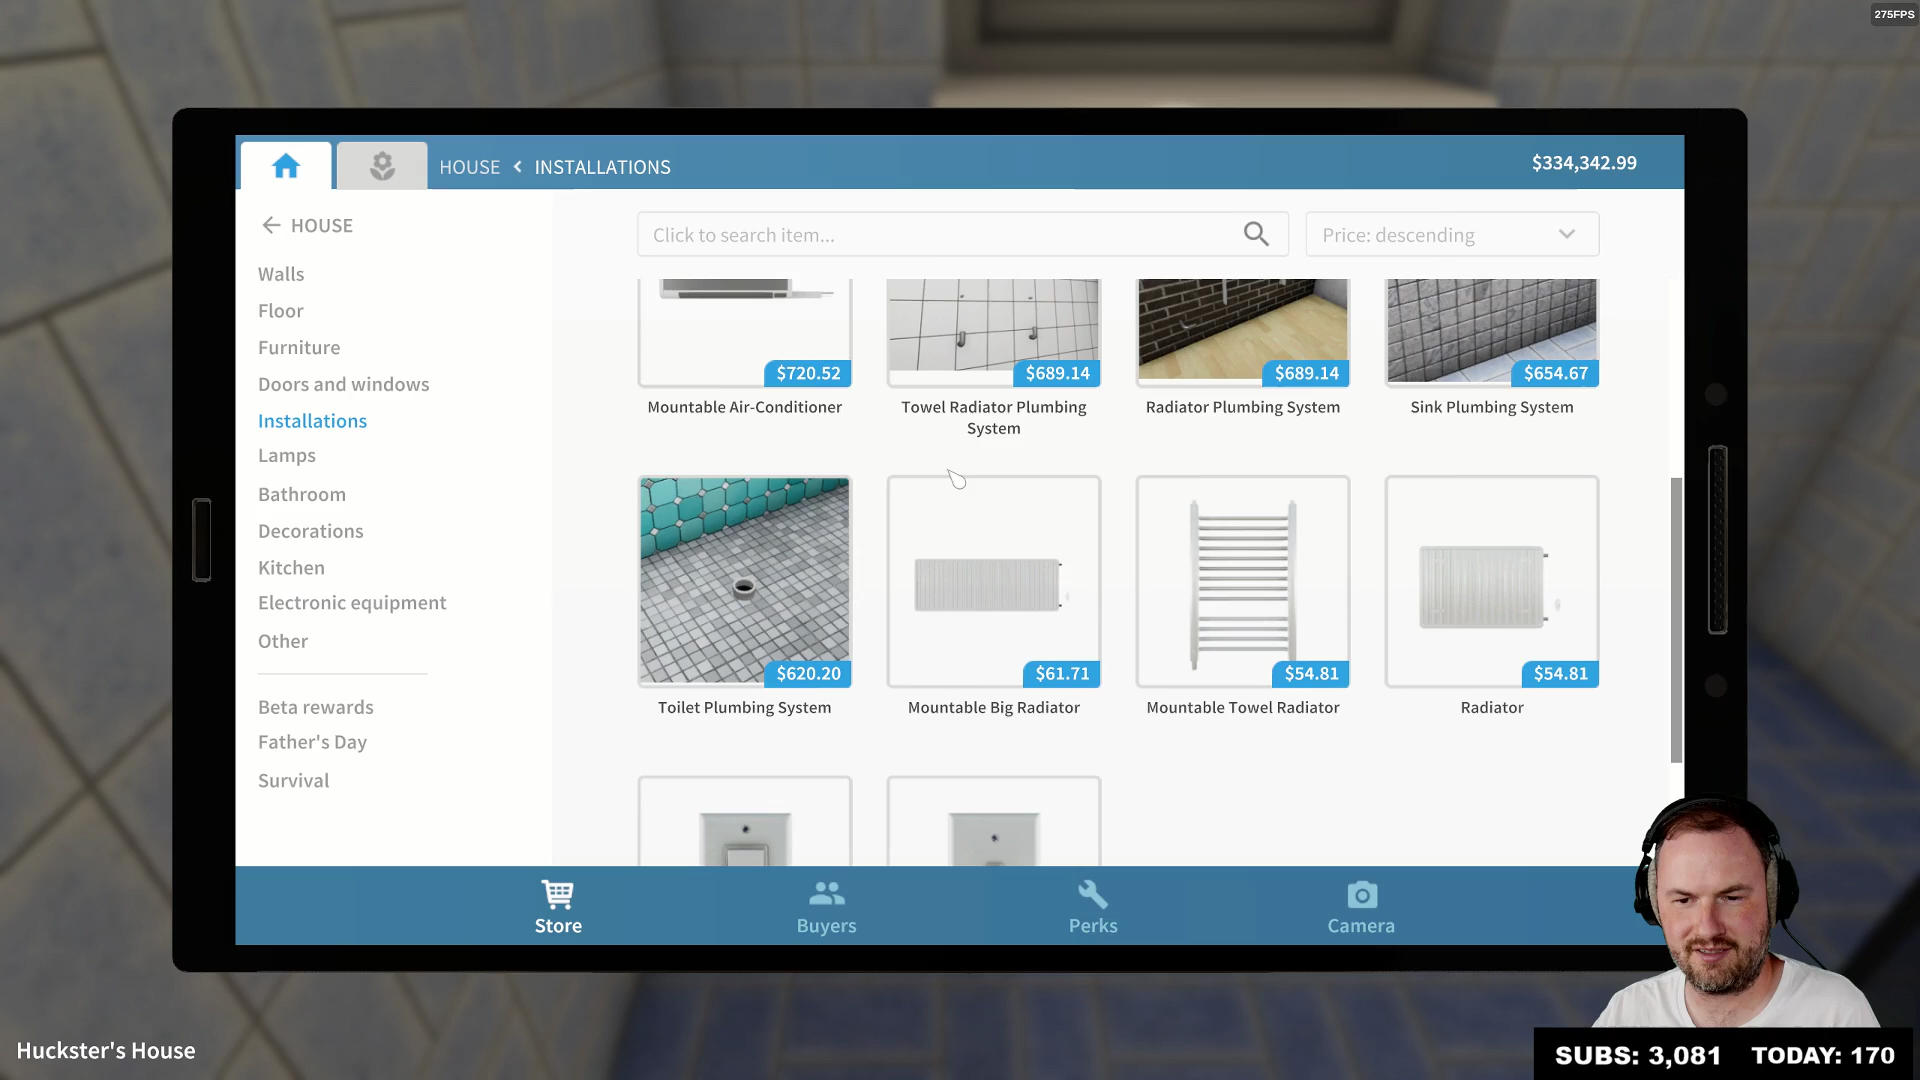 275FPS
HOUSE < INSTALLATIONS
$334,342.99
HOUSE
Click to search item...
Price: descending
Walls
Floor
Furniture
Doors and windows
Installations
Lamps
Bathroom
Decorations
Kitchen
Electronic equipment
Other
Beta rewards
Father's Day
Survival
$720.52
$689.14
$689.14
$654.67
Mountable Air-Conditioner
Towel Radiator Plumbing
System
Radiator Plumbing System
Sink Plumbing System
$620.20
$61.71
$54.81
$54.81
Toilet Plumbing System
Mountable Big Radiator
Mountable Towel Radiator
Radiator
Store
Buyers
Perks
Camera
Huckster's House
SUBS: 3,081 TODAY: 170